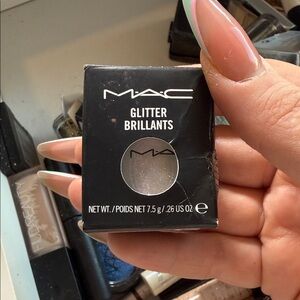 M·A·C
GLITTER
BRILLANTS
MAC
NET WT./POIDS NET 7.5 g / .26 US OZ ℮